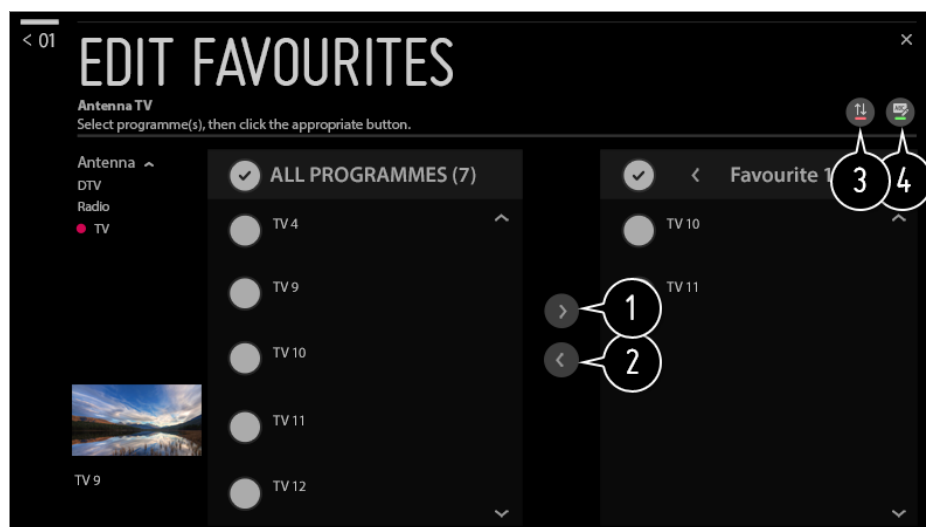 < 01
EDIT FAVOURITES
Antenna TV
Select programme(s), then click the appropriate button.
Antenna
DTV
Radio
TV
TV 9
ALL PROGRAMMES (7)
TV 4
TV 9
TV 10
TV 11
TV 12
1
2
Favourite 1
TV 10
TV 11
3
4